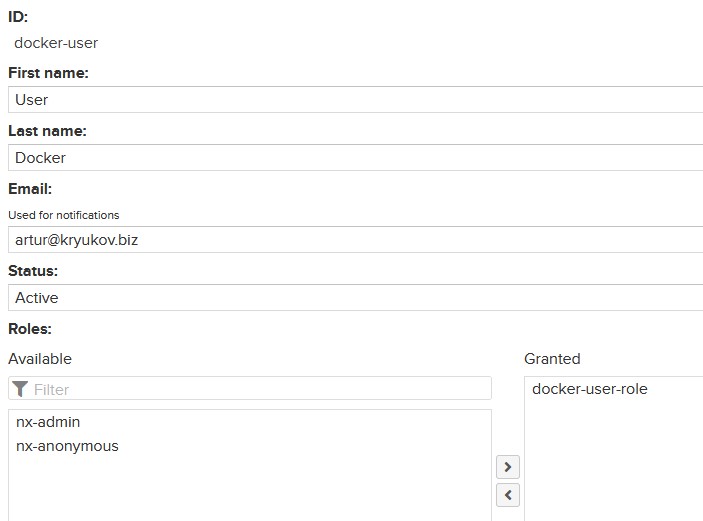 ID:
docker-user
First name:
User
Last name:
Docker
Email:
Used for notifications
artur@kryukov.biz
Status:
Active
Roles:
Available
Granted
Filter
docker-user-role
nx-admin
nx-anonymous